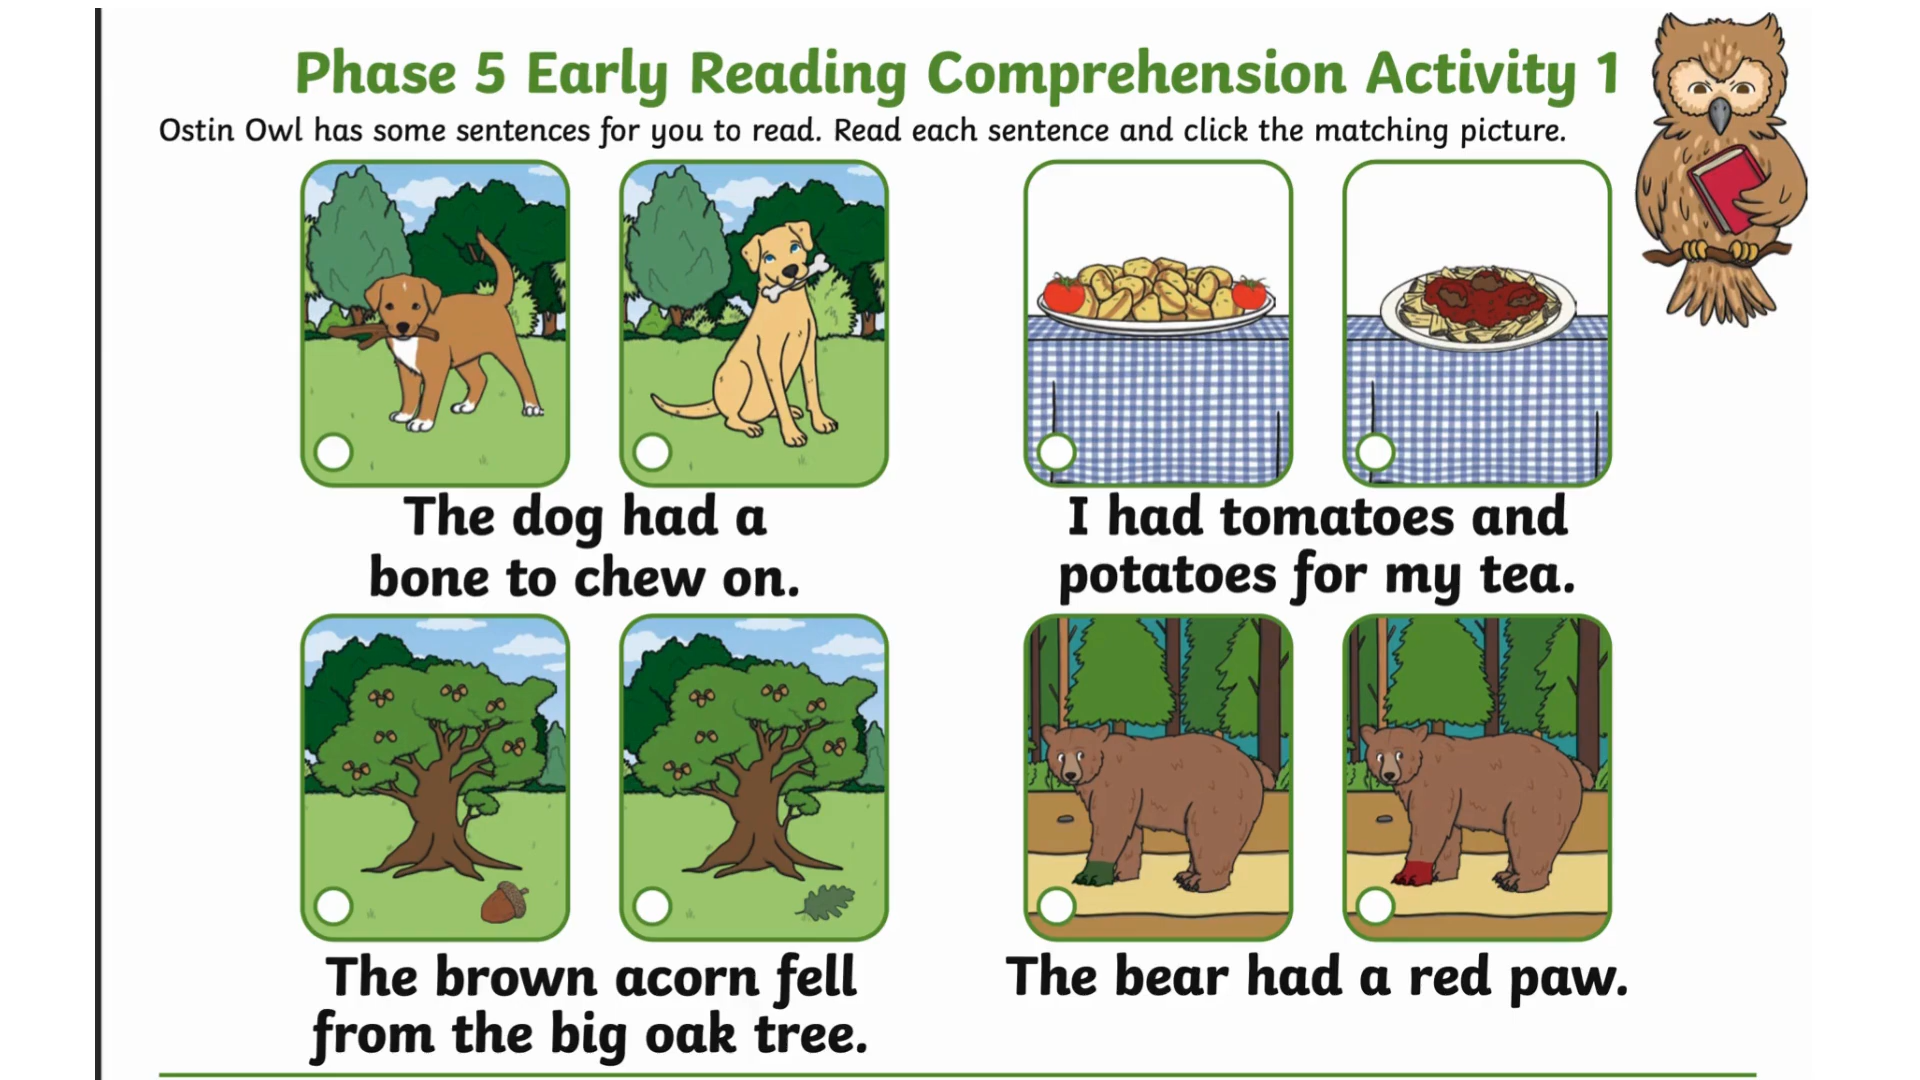 Phase 5 Early Reading Comprehension Activity 1
Ostin Owl has some sentences for you to read. Read each sentence and click the matching picture.
The dog had a
bone to chew on.
I had tomatoes and
potatoes for my tea.
The brown acorn fell
from the big oak tree.
The bear had a red paw.